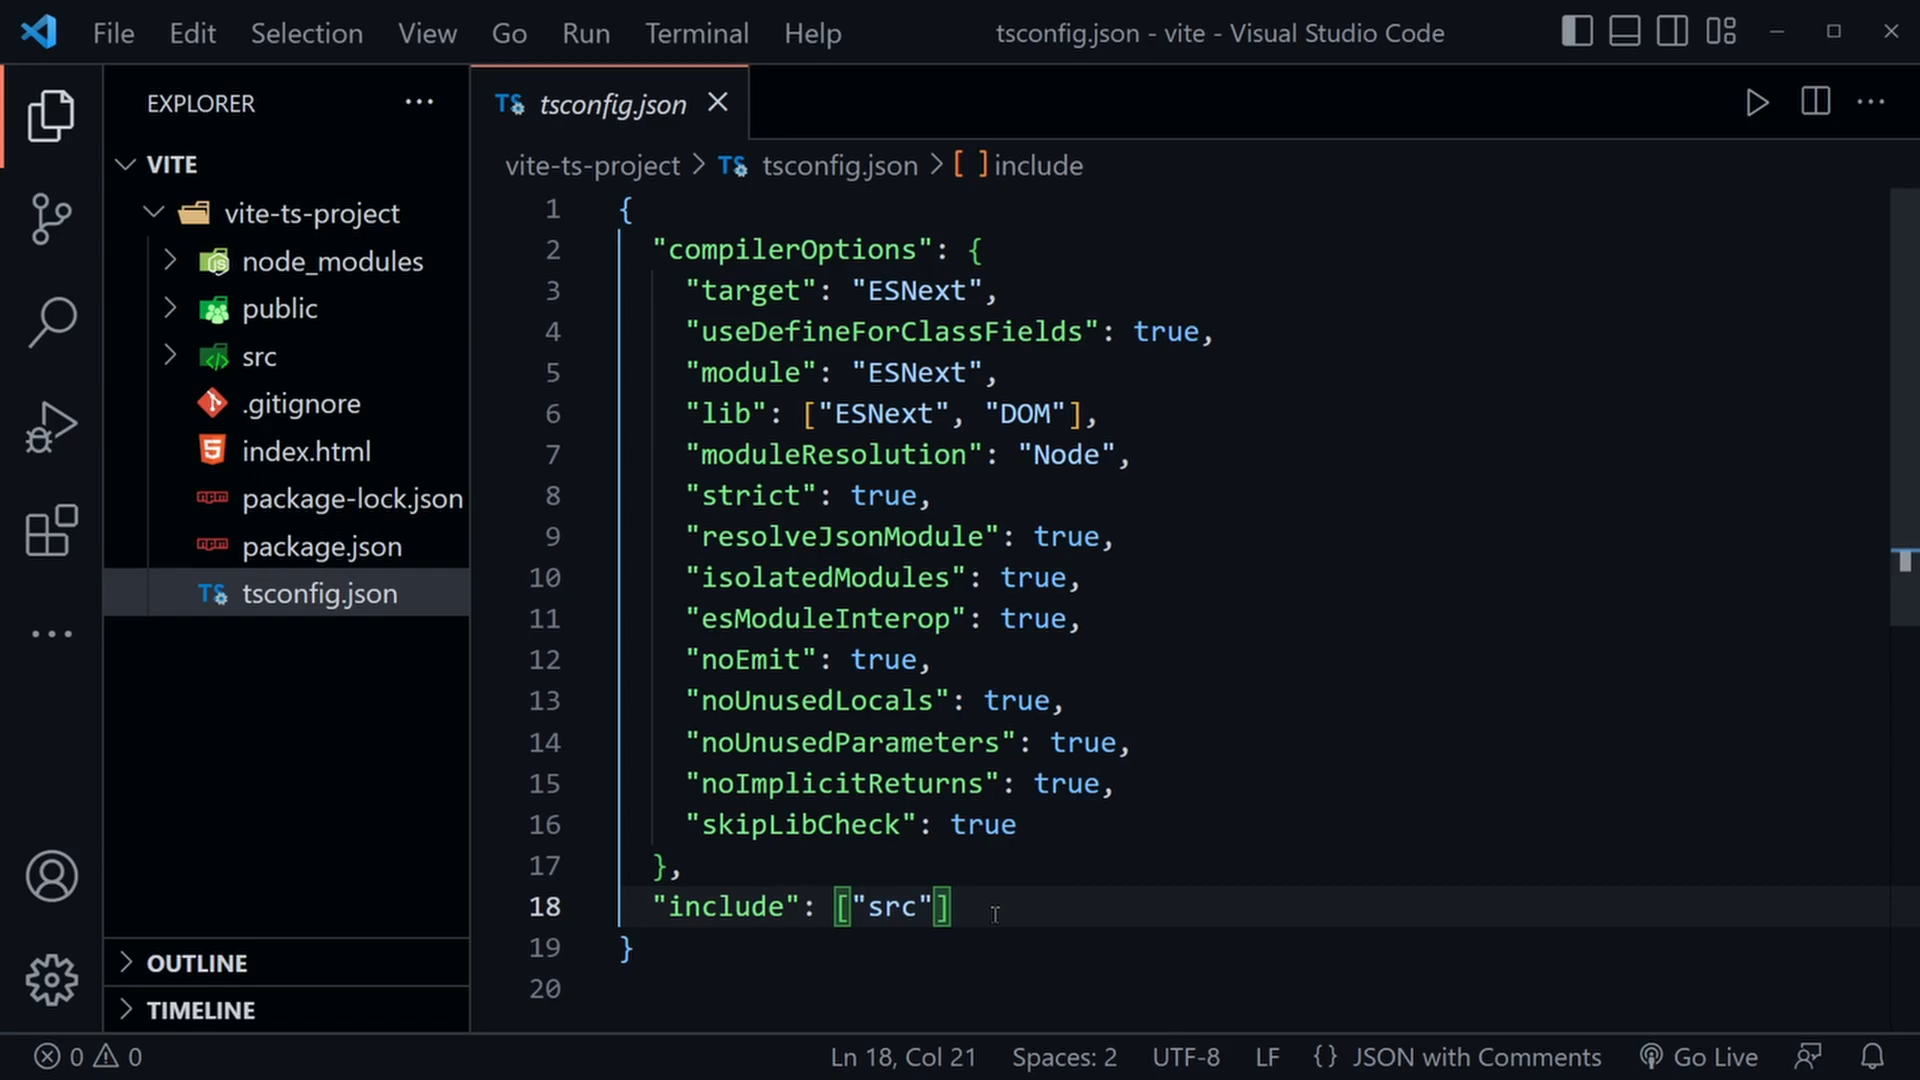 File Edit Selection View Go Run Terminal Help tsconfig.json - vite - Visual Studio Code
EXPLORER
VITE
vite-ts-project
node_modules
public
src
.gitignore
index.html
package-lock.json
package.json
tsconfig.json
OUTLINE
TIMELINE
tsconfig.json
vite-ts-project > tsconfig.json > [ ] include
1 {
2 "compilerOptions": {
3 "target": "ESNext",
4 "useDefineForClassFields": true,
5 "module": "ESNext",
6 "lib": ["ESNext", "DOM"],
7 "moduleResolution": "Node",
8 "strict": true,
9 "resolveJsonModule": true,
10 "isolatedModules": true,
11 "esModuleInterop": true,
12 "noEmit": true,
13 "noUnusedLocals": true,
14 "noUnusedParameters": true,
15 "noImplicitReturns": true,
16 "skipLibCheck": true
17 },
18 "include": ["src"]
19 }
20
0 0 Ln 18, Col 21 Spaces: 2 UTF-8 LF {} JSON with Comments Go Live